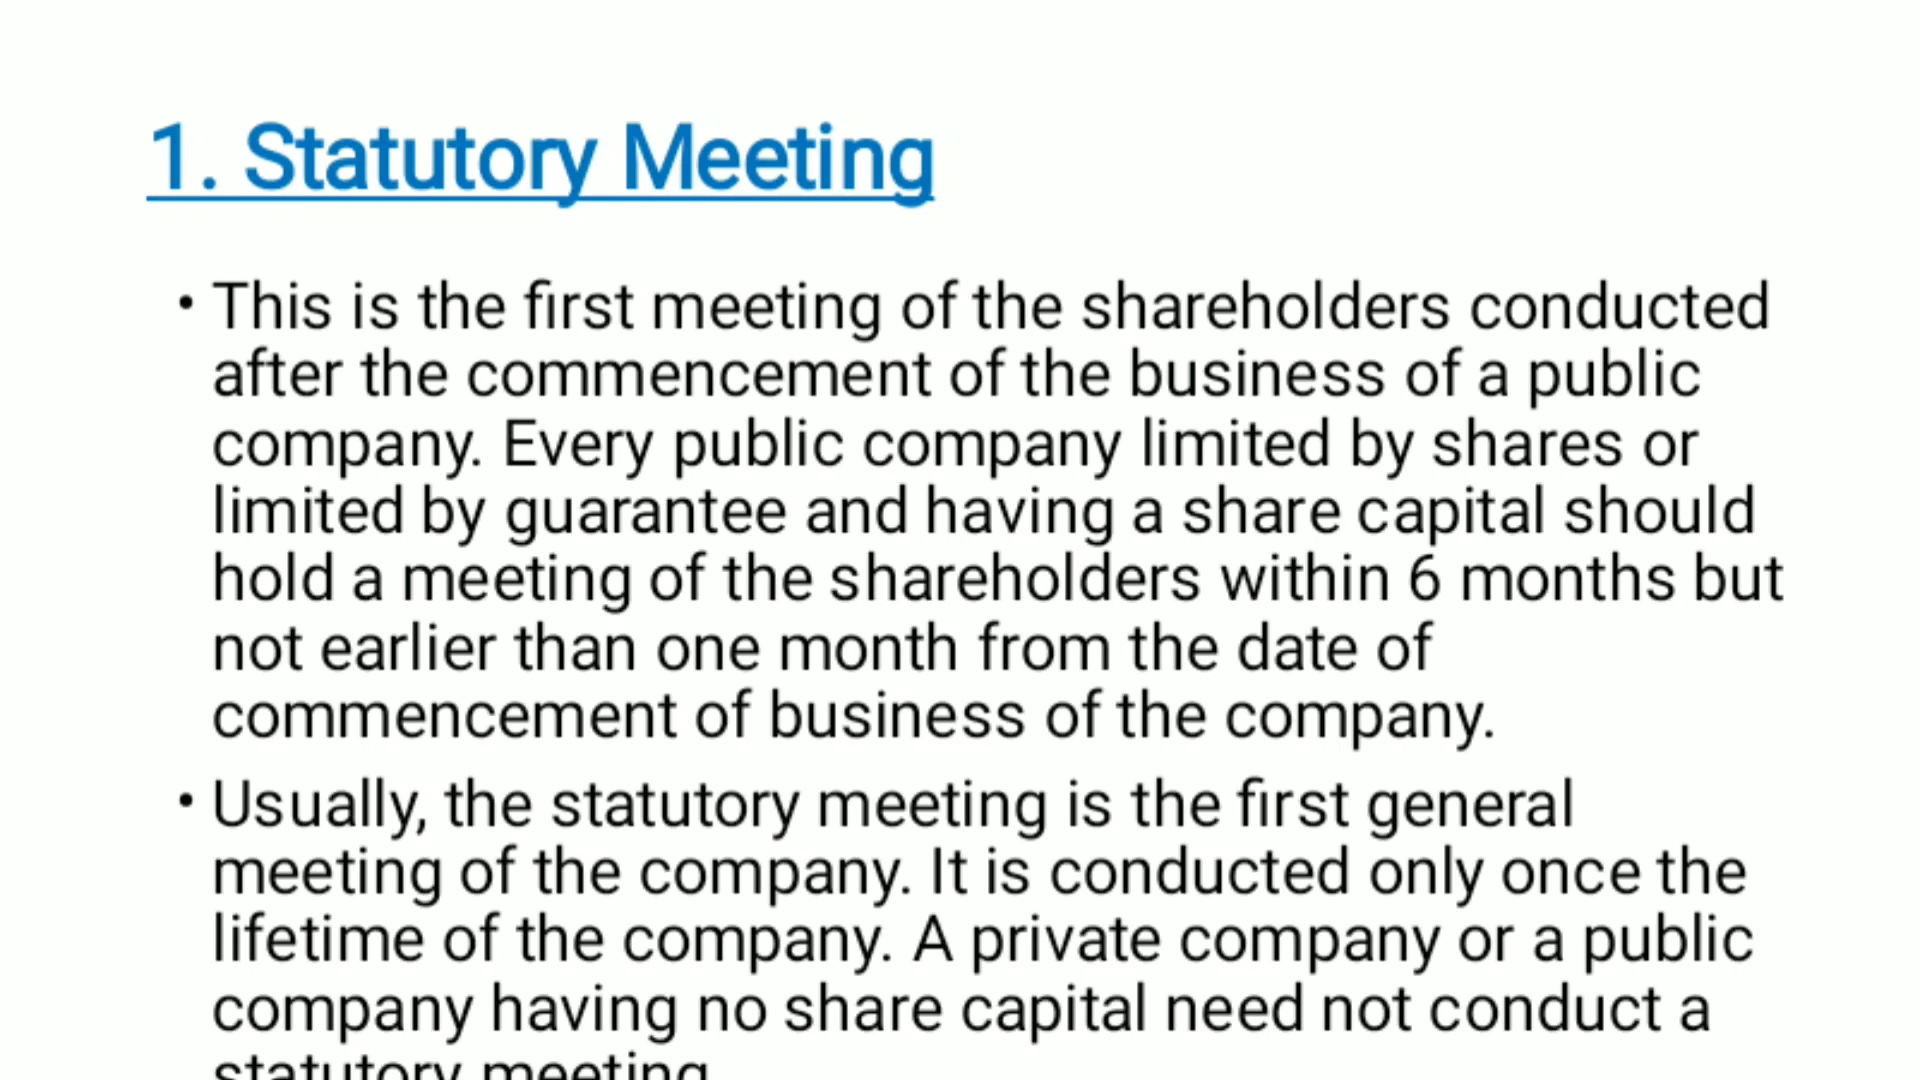 1. Statutory Meeting
• This is the first meeting of the shareholders conducted
after the commencement of the business of a public
company. Every public company limited by shares or
limited by guarantee and having a share capital should
hold a meeting of the shareholders within 6 months but
not earlier than one month from the date of
commencement of business of the company.
• Usually, the statutory meeting is the first general
meeting of the company. It is conducted only once the
lifetime of the company. A private company or a public
company having no share capital need not conduct a
statutory meeting